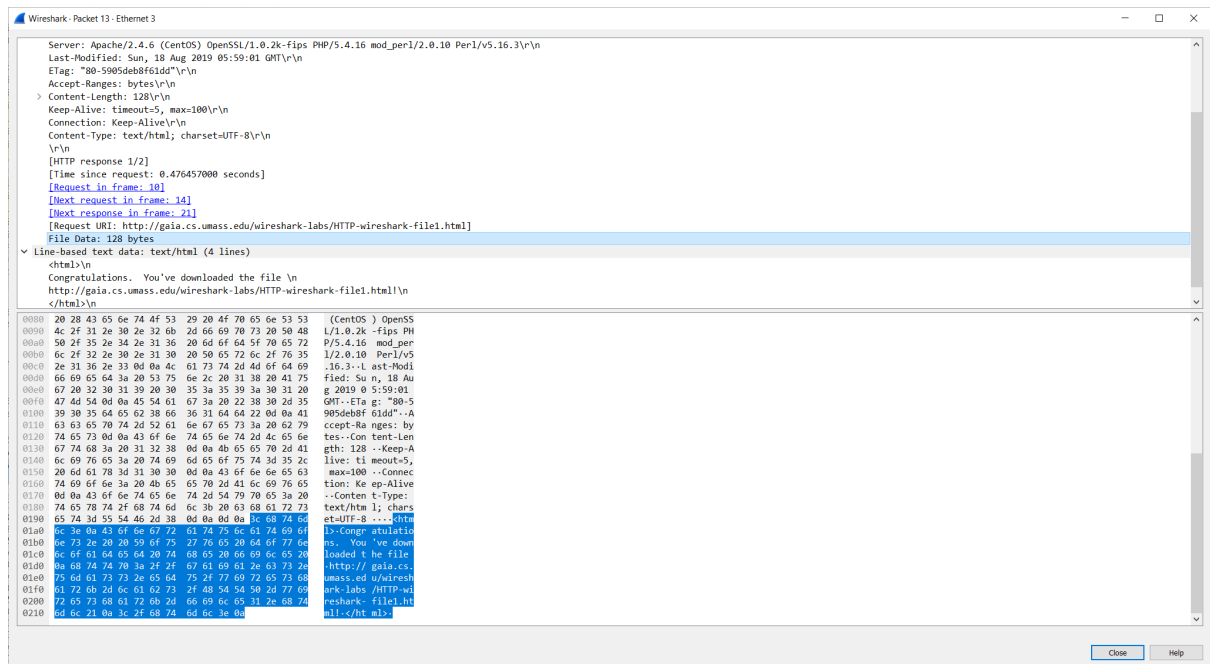 Wireshark · Packet 13 · Ethernet 3
Server: Apache/2.4.6 (CentOS) OpenSSL/1.0.2k-fips PHP/5.4.16 mod_perl/2.0.10 Perl/v5.16.3\r\n
Last-Modified: Sun, 18 Aug 2019 05:59:01 GMT\r\n
ETag: "80-5905deb8f61dd"\r\n
Accept-Ranges: bytes\r\n
> Content-Length: 128\r\n
Keep-Alive: timeout=5, max=100\r\n
Connection: Keep-Alive\r\n
Content-Type: text/html; charset=UTF-8\r\n
\r\n
[HTTP response 1/2]
[Time since request: 0.476457000 seconds]
[Request in frame: 10]
[Next request in frame: 14]
[Next response in frame: 21]
[Request URI: http://gaia.cs.umass.edu/wireshark-labs/HTTP-wireshark-file1.html]
File Data: 128 bytes
Line-based text data: text/html (4 lines)
<html>\n
Congratulations.  You've downloaded the file \n
http://gaia.cs.umass.edu/wireshark-labs/HTTP-wireshark-file1.html!\n
</html>\n
0080 20 28 43 65 6e 74 4f 53 29 20 4f 70 65 6e 53 53 (CentOS ) OpenSS
0090 4c 2f 31 2e 30 2e 32 6b 2d 66 69 70 73 20 50 48 L/1.0.2k -fips PH
00a0 50 2f 35 2e 34 2e 31 36 20 6d 6f 64 5f 70 65 72 P/5.4.16 mod_per
00b0 6c 2f 32 2e 30 2e 31 30 20 50 65 72 6c 2f 76 35 l/2.0.10 Perl/v5
00c0 2e 31 36 2e 33 0d 0a 4c 61 73 74 2d 4d 6f 64 69 .16.3··L ast-Modi
00d0 66 69 65 64 3a 20 53 75 6e 2c 20 31 38 20 41 75 fied: Su n, 18 Au
00e0 67 20 32 30 31 39 20 30 35 3a 35 39 3a 30 31 20 g 2019 0 5:59:01
00f0 47 4d 54 0d 0a 45 54 61 67 3a 20 22 38 30 2d 35 GMT··ETa g: "80-5
0100 39 30 35 64 65 62 38 66 36 31 64 64 22 0d 0a 41 905deb8f 61dd"··A
0110 63 63 65 70 74 2d 52 61 6e 67 65 73 3a 20 62 79 ccept-Ra nges: by
0120 74 65 73 0d 0a 43 6f 6e 74 65 6e 74 2d 4c 65 6e tes··Con tent-Len
0130 67 74 68 3a 20 31 32 38 0d 0a 4b 65 65 70 2d 41 gth: 128 ··Keep-A
0140 6c 69 76 65 3a 20 74 69 6d 65 6f 75 74 3d 35 2c live: ti meout=5,
0150 20 6d 61 78 3d 31 30 30 0d 0a 43 6f 6e 6e 65 63 max=100 ··Connec
0160 74 69 6f 6e 3a 20 4b 65 65 70 2d 41 6c 69 76 65 tion: Ke ep-Alive
0170 0d 0a 43 6f 6e 74 65 6e 74 2d 54 79 70 65 3a 20 ··Conten t-Type:
0180 74 65 78 74 2f 68 74 6d 6c 3b 20 63 68 61 72 73 text/htm l; chars
0190 65 74 3d 55 54 46 2d 38 0d 0a 0d 0a 3c 68 74 6d et=UTF-8 ····<htm
01a0 6c 3e 0a 43 6f 6e 67 72 61 74 75 6c 61 74 69 6f l>·Congr atulatio
01b0 6e 73 2e 20 20 59 6f 75 27 76 65 20 64 6f 77 6e ns.  You 've down
01c0 6c 6f 61 64 65 64 20 74 68 65 20 66 69 6c 65 20 loaded t he file
01d0 0a 68 74 74 70 3a 2f 2f 67 61 69 61 2e 63 73 2e ·http:// gaia.cs.
01e0 75 6d 61 73 73 2e 65 64 75 2f 77 69 72 65 73 68 umass.ed u/wiresh
01f0 61 72 6b 2d 6c 61 62 73 2f 48 54 54 50 2d 77 69 ark-labs /HTTP-wi
0200 72 65 73 68 61 72 6b 2d 66 69 6c 65 31 2e 68 74 reshark- file1.ht
0210 6d 6c 21 0a 3c 2f 68 74 6d 6c 3e 0a ml!·</ht ml>·
Close Help